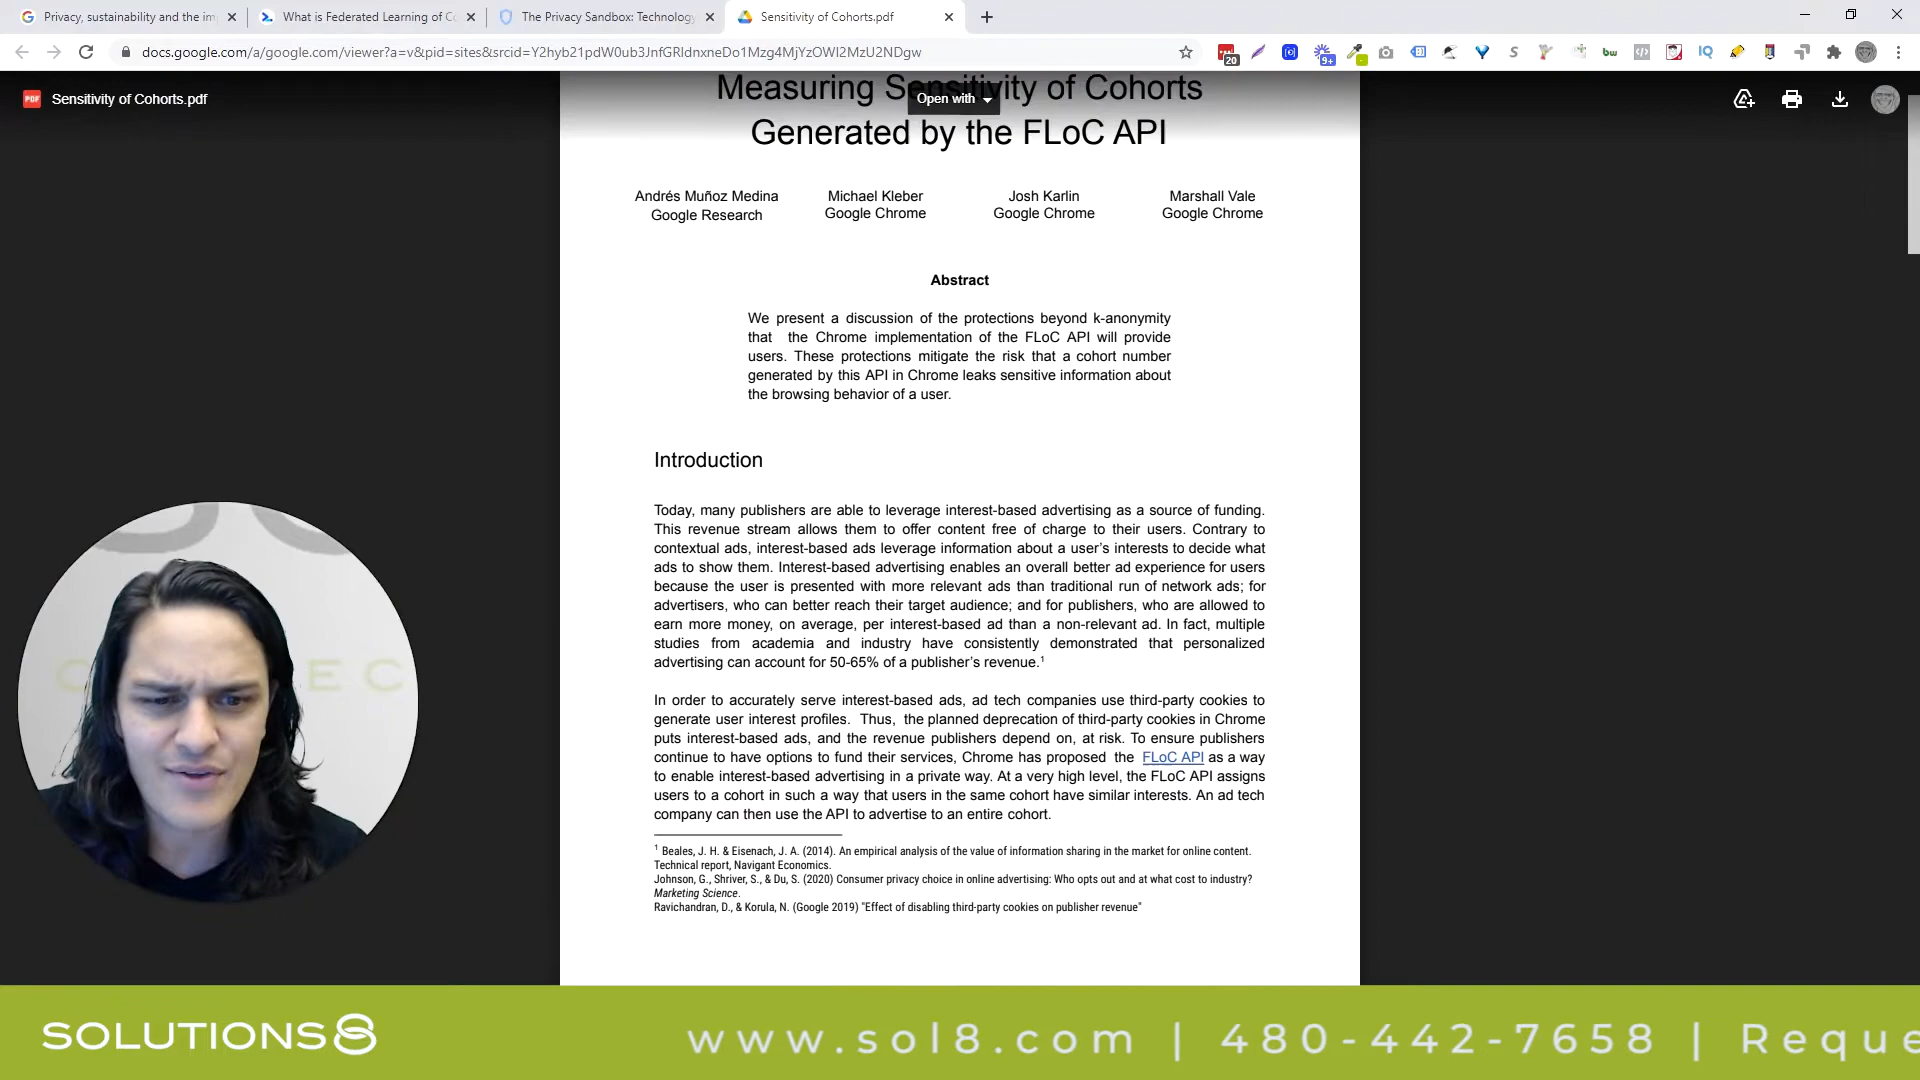 Privacy, sustainability and the im
What is Federated Learning of Co
The Privacy Sandbox: Technology
Sensitivity of Cohorts.pdf
docs.google.com/a/google.com/viewer?a=v&pid=sites&srcid=Y2hyb21pdW0ub3JnfGRldnxneDo1Mzg4MjYzOWI2MzU2NDgw
20
9+
bw
S
IQ
PDF Sensitivity of Cohorts.pdf
Open with
Measuring Sensitivity of Cohorts
Generated by the FLoC API
Andrés Muñoz Medina
Google Research
Michael Kleber
Google Chrome
Josh Karlin
Google Chrome
Marshall Vale
Google Chrome
Abstract
We present a discussion of the protections beyond k-anonymity
that the Chrome implementation of the FLoC API will provide
users. These protections mitigate the risk that a cohort number
generated by this API in Chrome leaks sensitive information about
the browsing behavior of a user.
Introduction
Today, many publishers are able to leverage interest-based advertising as a source of funding.
This revenue stream allows them to offer content free of charge to their users. Contrary to
contextual ads, interest-based ads leverage information about a user's interests to decide what
ads to show them. Interest-based advertising enables an overall better ad experience for users
because the user is presented with more relevant ads than traditional run of network ads; for
advertisers, who can better reach their target audience; and for publishers, who are allowed to
earn more money, on average, per interest-based ad than a non-relevant ad. In fact, multiple
studies from academia and industry have consistently demonstrated that personalized
advertising can account for 50-65% of a publisher's revenue.1
In order to accurately serve interest-based ads, ad tech companies use third-party cookies to
generate user interest profiles. Thus, the planned deprecation of third-party cookies in Chrome
puts interest-based ads, and the revenue publishers depend on, at risk. To ensure publishers
continue to have options to fund their services, Chrome has proposed the FLoC API as a way
to enable interest-based advertising in a private way. At a very high level, the FLoC API assigns
users to a cohort in such a way that users in the same cohort have similar interests. An ad tech
company can then use the API to advertise to an entire cohort.
1 Beales, J. H. & Eisenach, J. A. (2014). An empirical analysis of the value of information sharing in the market for online content.
Technical report, Navigant Economics.
Johnson, G., Shriver, S., & Du, S. (2020) Consumer privacy choice in online advertising: Who opts out and at what cost to industry?
Marketing Science.
Ravichandran, D., & Korula, N. (Google 2019) "Effect of disabling third-party cookies on publisher revenue"
SOLUTIONS8
www.sol8.com | 480-442-7658 | Reque